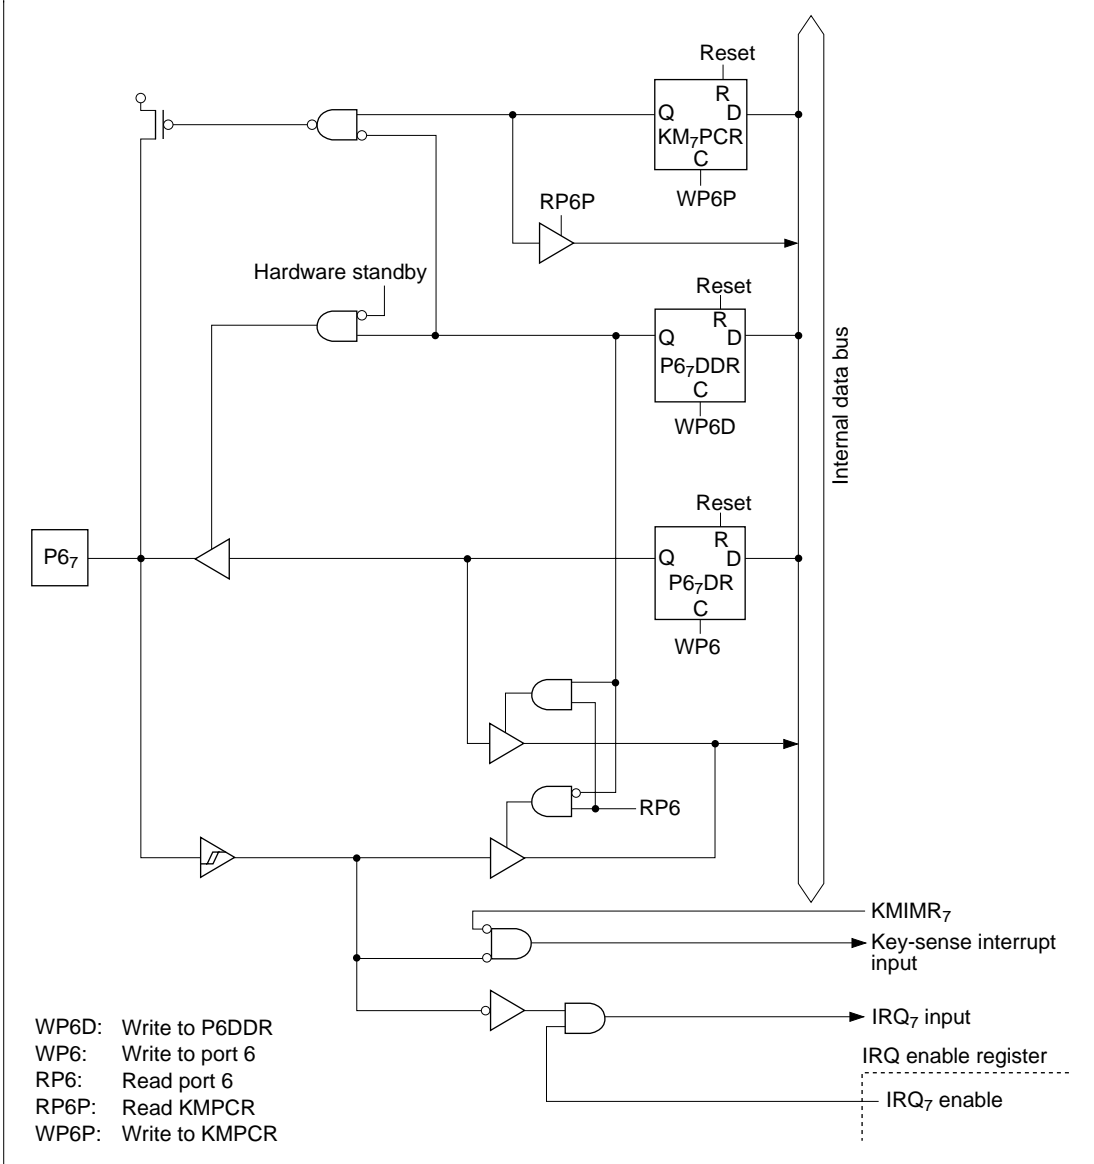 Reset
R
Q D
KM₇PCR
C
WP6P
RP6P
Hardware standby
Reset
R
Q D
P6₇DDR
C
WP6D
Internal data bus
Reset
R
Q D
P6₇DR
C
WP6
P6₇
RP6
KMIMR₇
Key-sense interrupt
input
IRQ₇ input
IRQ enable register
IRQ₇ enable
WP6D: Write to P6DDR
WP6: Write to port 6
RP6: Read port 6
RP6P: Read KMPCR
WP6P: Write to KMPCR